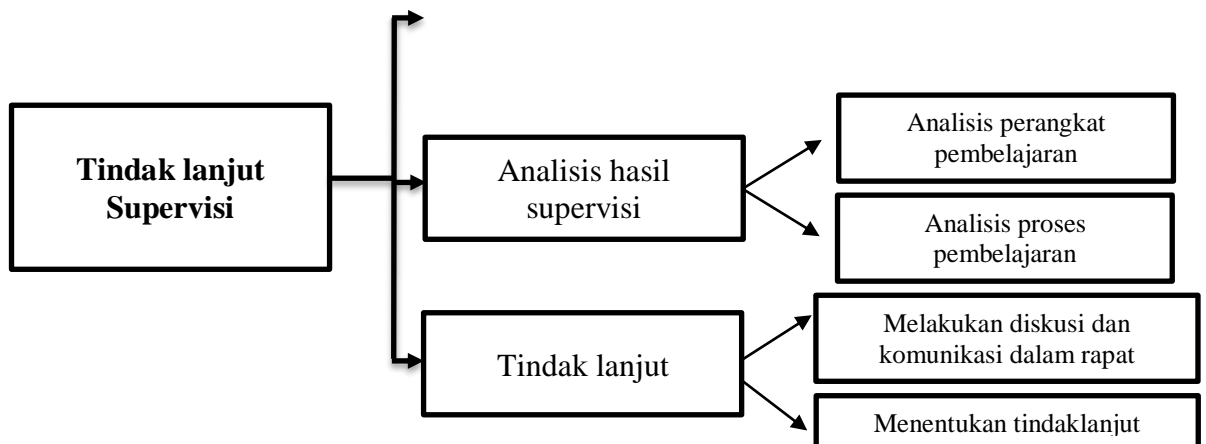 Tindak lanjut
Supervisi
Analisis hasil
supervisi
Analisis perangkat
pembelajaran
Analisis proses
pembelajaran
Tindak lanjut
Melakukan diskusi dan
komunikasi dalam rapat
Menentukan tindaklanjut